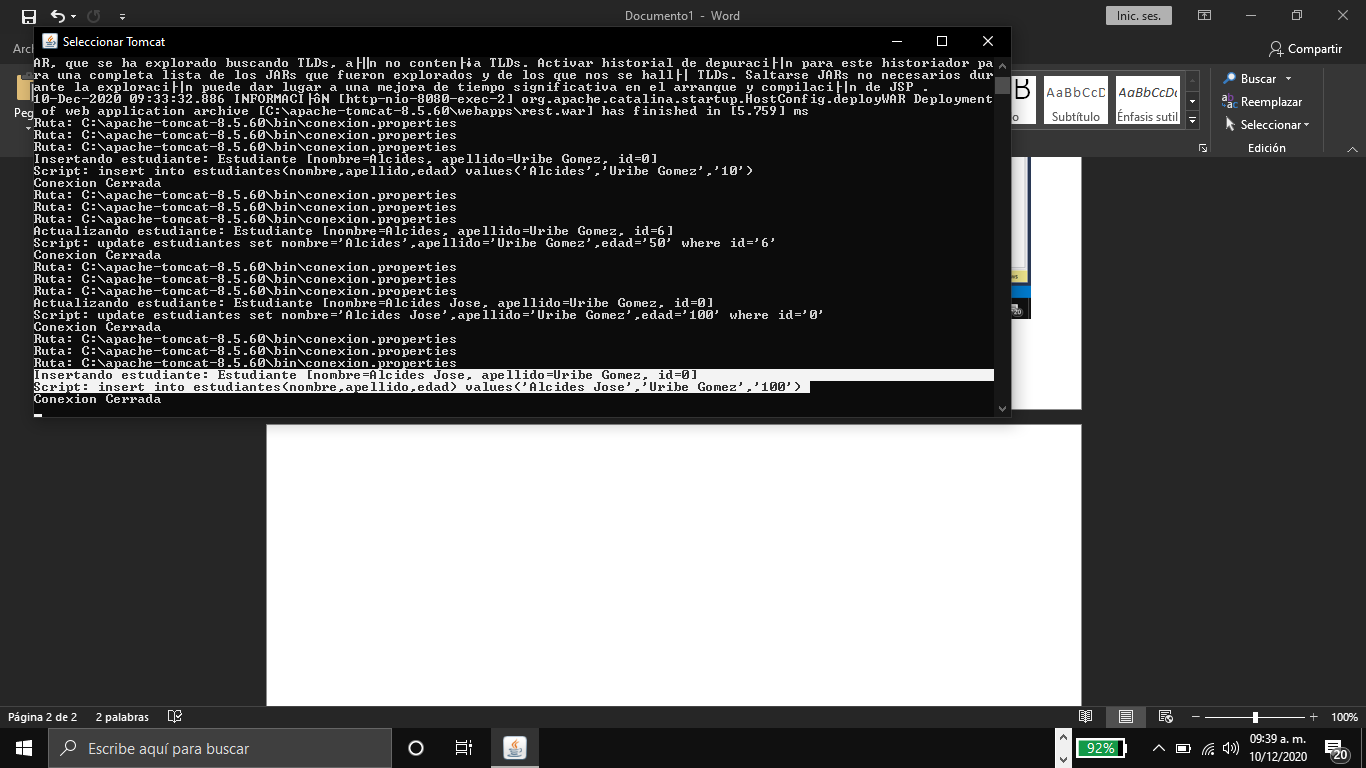 Documento1 - Word
Inic. ses.
Seleccionar Tomcat
Arc
Compartir
AR, que se ha explorado buscando TLDs, a├║n no conten├ía TLDs. Activar historial de depuraci├│n para este historiador pa
ra una completa lista de los JARs que fueron explorados y de los que nos se hall├│ TLDs. Saltarse JARs no necesarios dur
ante la exploraci├│n puede dar lugar a una mejora de tiempo significativa en el arranque y compilaci├│n de JSP .
10-Dec-2020 09:33:32.886 INFORMACI├ôN [http-nio-8080-exec-2] org.apache.catalina.startup.HostConfig.deployWAR Deployment
of web application archive [C:\apache-tomcat-8.5.60\webapps\rest.war] has finished in [5.759] ms
Ruta: C:\apache-tomcat-8.5.60\bin\conexion.properties
Ruta: C:\apache-tomcat-8.5.60\bin\conexion.properties
Ruta: C:\apache-tomcat-8.5.60\bin\conexion.properties
Insertando estudiante: Estudiante [nombre=Alcides, apellido=Uribe Gomez, id=0]
Script: insert into estudiantes(nombre,apellido,edad) values('Alcides','Uribe Gomez','10')
Conexion Cerrada
Ruta: C:\apache-tomcat-8.5.60\bin\conexion.properties
Ruta: C:\apache-tomcat-8.5.60\bin\conexion.properties
Ruta: C:\apache-tomcat-8.5.60\bin\conexion.properties
Actualizando estudiante: Estudiante [nombre=Alcides, apellido=Uribe Gomez, id=6]
Script: update estudiantes set nombre='Alcides',apellido='Uribe Gomez',edad='50' where id='6'
Conexion Cerrada
Ruta: C:\apache-tomcat-8.5.60\bin\conexion.properties
Ruta: C:\apache-tomcat-8.5.60\bin\conexion.properties
Ruta: C:\apache-tomcat-8.5.60\bin\conexion.properties
Actualizando estudiante: Estudiante [nombre=Alcides Jose, apellido=Uribe Gomez, id=0]
Script: update estudiantes set nombre='Alcides Jose',apellido='Uribe Gomez',edad='100' where id='0'
Conexion Cerrada
Ruta: C:\apache-tomcat-8.5.60\bin\conexion.properties
Ruta: C:\apache-tomcat-8.5.60\bin\conexion.properties
Ruta: C:\apache-tomcat-8.5.60\bin\conexion.properties
Insertando estudiante: Estudiante [nombre=Alcides Jose, apellido=Uribe Gomez, id=0]
Script: insert into estudiantes(nombre,apellido,edad) values('Alcides Jose','Uribe Gomez','100')
Conexion Cerrada
Peg
AaBbCcD
AaBbCcD
Subtítulo
Énfasis sutil
Buscar
Reemplazar
Seleccionar
Edición
Página 2 de 2
2 palabras
100%
Escribe aquí para buscar
92%
09:39 a. m.
10/12/2020
20